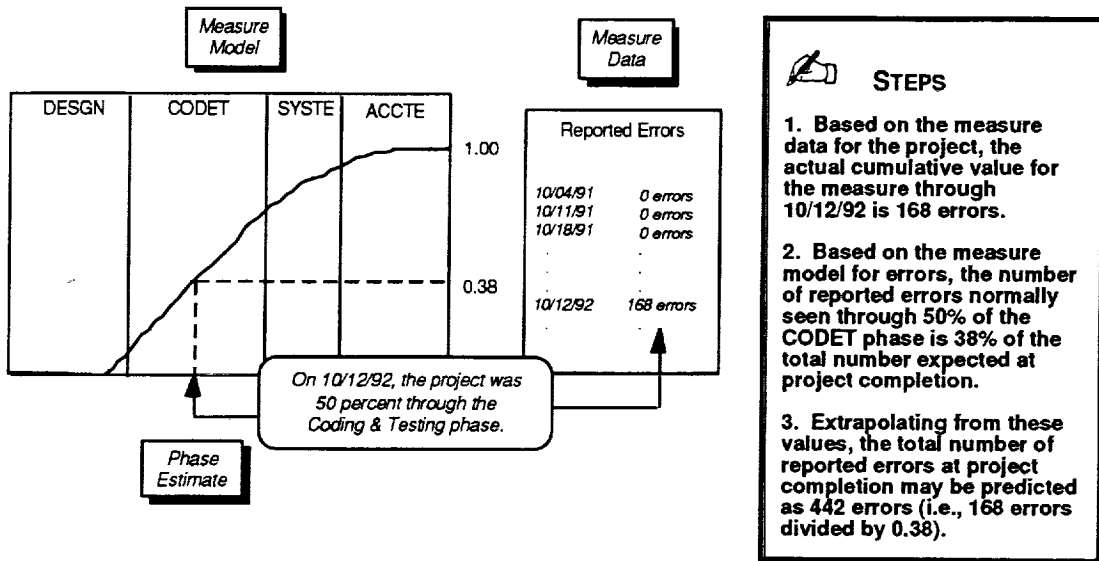 Measure
Model
Measure
Data
DESGN
CODET
SYSTE
ACCTE
1.00
0.38
Reported Errors
10/04/91 0 errors
10/11/91 0 errors
10/18/91 0 errors
. .
. .
. .
10/12/92 168 errors
. .
On 10/12/92, the project was
50 percent through the
Coding & Testing phase.
Phase
Estimate
STEPS
1. Based on the measure
data for the project, the
actual cumulative value for
the measure through
10/12/92 is 168 errors.
2. Based on the measure
model for errors, the number
of reported errors normally
seen through 50% of the
CODET phase is 38% of the
total number expected at
project completion.
3. Extrapolating from these
values, the total number of
reported errors at project
completion may be predicted
as 442 errors (i.e., 168 errors
divided by 0.38).